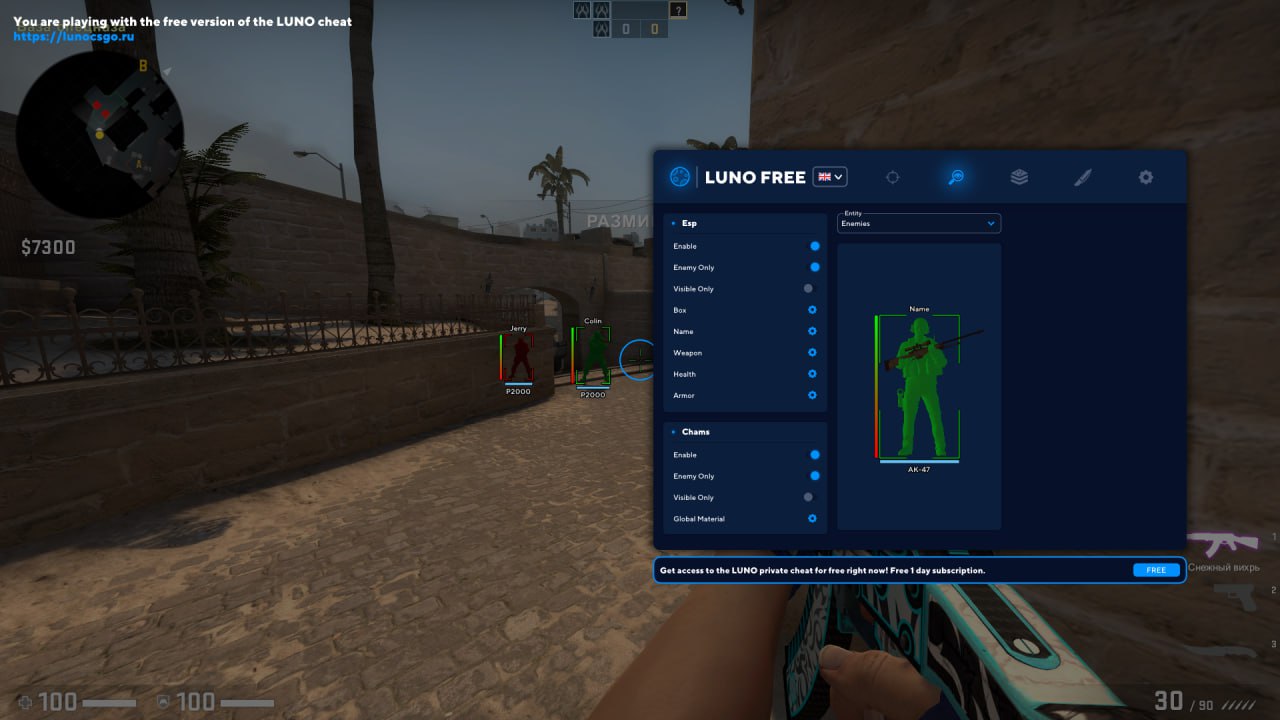 You are playing with the free version of the LUNO cheat
https://lunocsgo.ru
?
0 0
B
A
$7300
РАЗМИ
Jerry
P2000
Colin
P2000
LUNO FREE
Esp
Enable
Enemy Only
Visible Only
Box
Name
Weapon
Health
Armor
Chams
Enable
Enemy Only
Visible Only
Global Material
Entity
Enemies
Name
AK-47
Get access to the LUNO private cheat for free right now! Free 1 day subscription.
FREE
1
Снежный вихрь
2
3
100
100
30 / 90